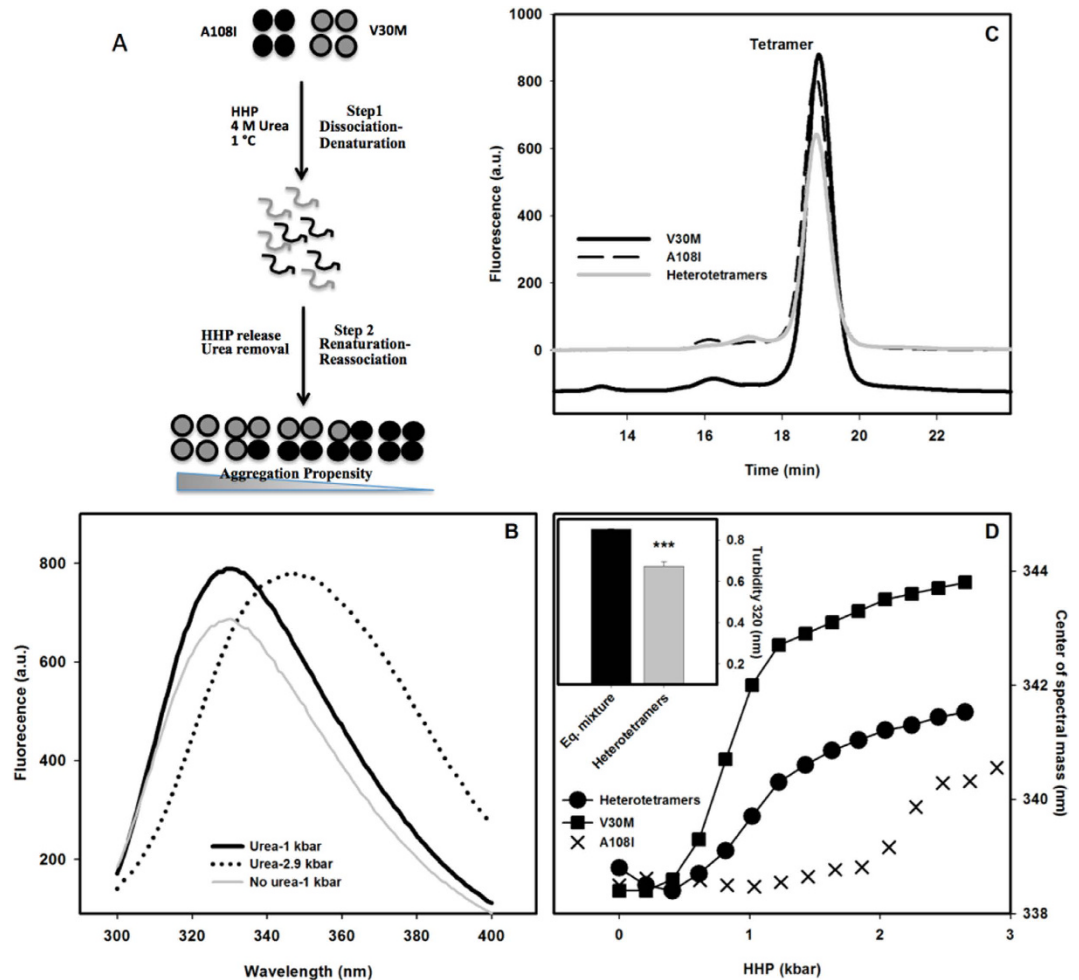 A
A108I
V30M
HHP
4 M Urea
1 °C
Step1
Dissociation-
Denaturation
HHP release
Urea removal
Step 2
Renaturation-
Reassociation
Aggregation Propensity
C
Tetramer
1000
800
600
400
200
0
Fluorescence (a.u.)
V30M
A108I
Heterotetramers
14
16
18
20
22
Time (min)
B
800
600
400
200
Fluorecence (a.u.)
Urea-1 kbar
Urea-2.9 kbar
No urea-1 kbar
300
320
340
360
380
400
Wavelength (nm)
D
***
0.8
0.6
0.4
0.2
Turbidity 320 (nm)
Eq. mixture
Heterotetramers
Heterotetramers
V30M
A108I
344
342
340
338
Center of spectral mass (nm)
0
1
2
3
HHP (kbar)